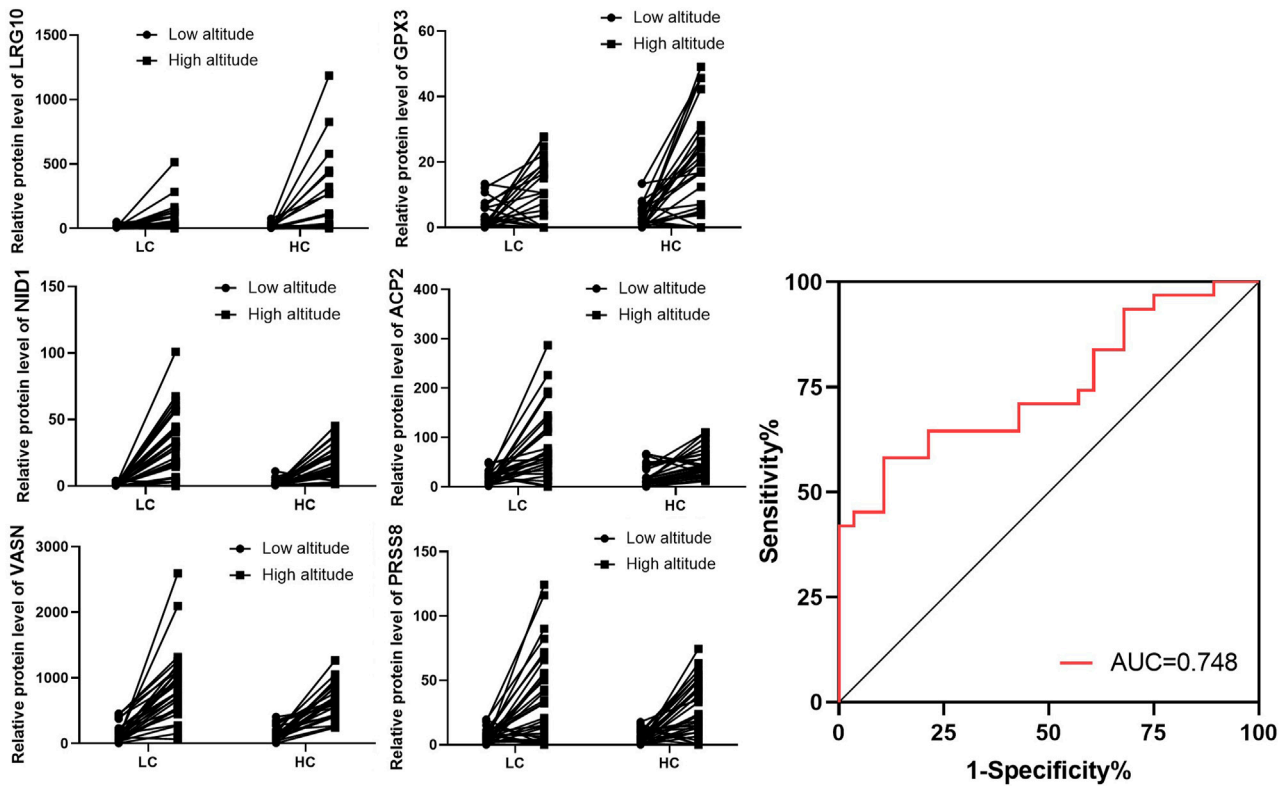 Relative protein level of LRG10
1500
1000
500
0
Low altitude
High altitude
LC
HC
Relative protein level of GPX3
60
40
20
0
Low altitude
High altitude
LC
HC
Relative protein level of NID1
150
100
50
0
Low altitude
High altitude
LC
HC
Relative protein level of ACP2
400
300
200
100
0
Low altitude
High altitude
LC
HC
Relative protein level of VASN
3000
2000
1000
0
Low altitude
High altitude
LC
HC
Relative protein level of PRSS8
150
100
50
0
Low altitude
High altitude
LC
HC
Sensitivity%
100
75
50
25
0
AUC=0.748
0
25
50
75
100
1-Specificity%